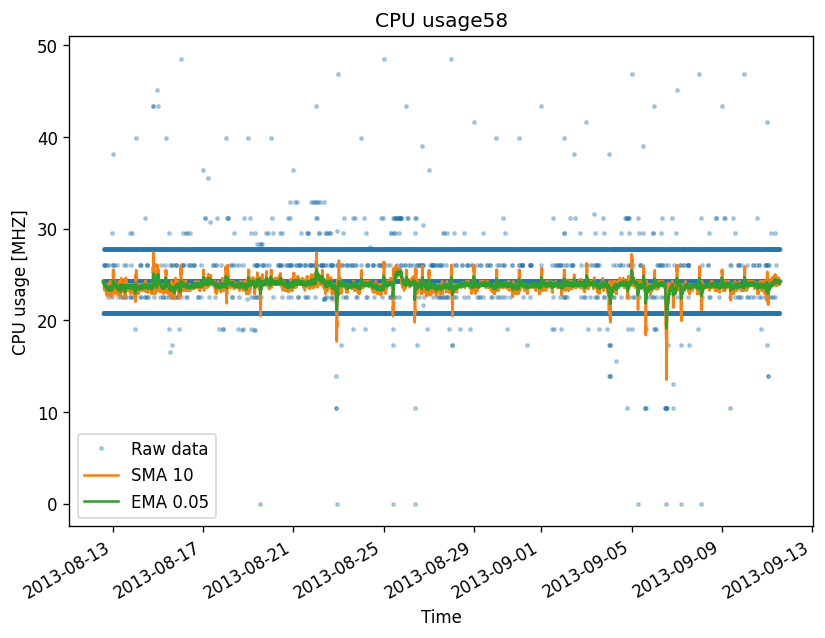 CPU usage58
CPU usage [MHZ]
50
40
30
20
10
0
Raw data
SMA 10
EMA 0.05
2013-08-13
2013-08-17
2013-08-21
2013-08-25
2013-08-29
2013-09-01
2013-09-05
2013-09-09
2013-09-13
Time